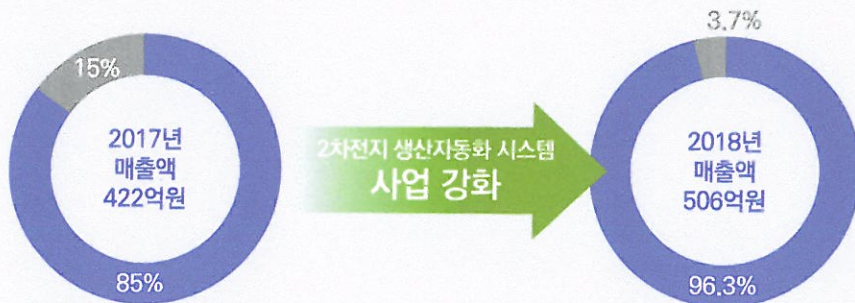 3.7%
15%
2017년
매출액
422억원
85%
2차전지 생산자동화 시스템
사업 강화
2018년
매출액
506억원
96.3%